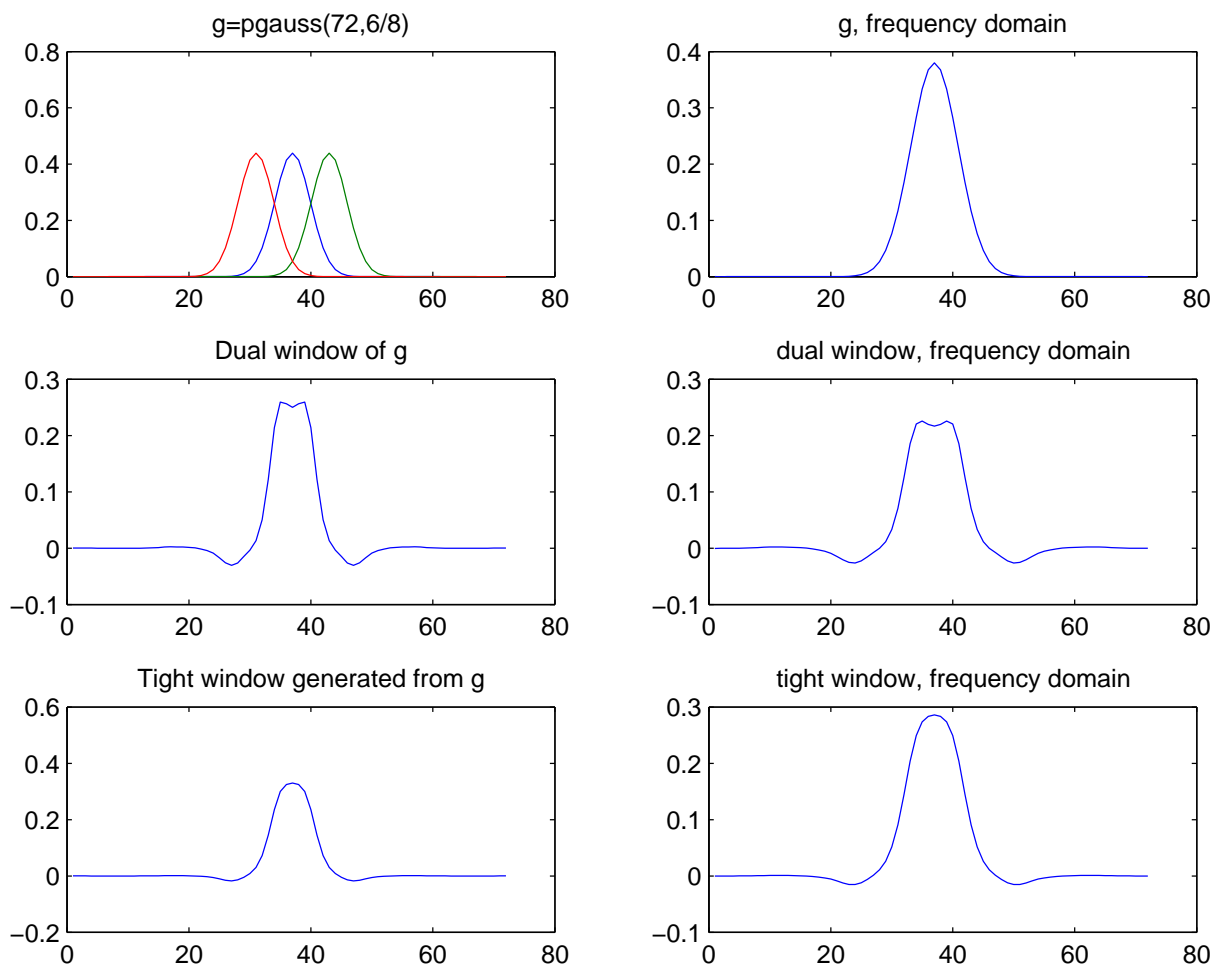 g=pgauss(72,6/8)
0.8
0.6
0.4
0.2
0
0 20 40 60 80
g, frequency domain
0.4
0.3
0.2
0.1
0
0 20 40 60 80
Dual window of g
0.3
0.2
0.1
0
−0.1
0 20 40 60 80
dual window, frequency domain
0.3
0.2
0.1
0
−0.1
0 20 40 60 80
Tight window generated from g
0.6
0.4
0.2
0
−0.2
0 20 40 60 80
tight window, frequency domain
0.3
0.2
0.1
0
−0.1
0 20 40 60 80